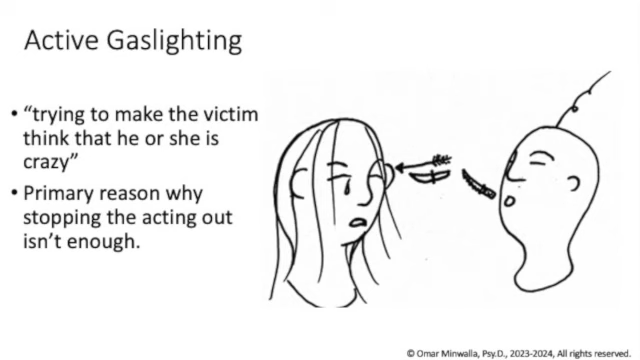 Active Gaslighting
• “trying to make the victim
think that he or she is
crazy”
• Primary reason why
stopping the acting out
isn’t enough.
© Omar Minwalla, Psy.D., 2023-2024, All rights reserved.